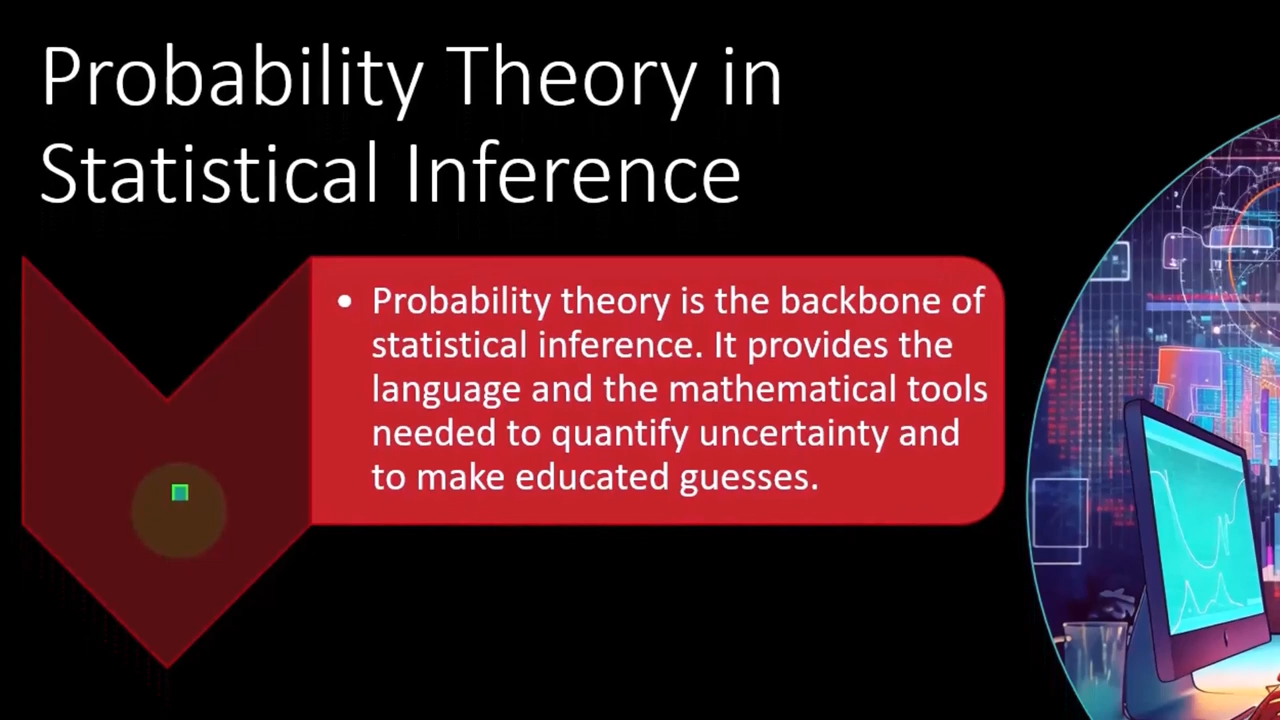 Probability Theory in
Statistical Inference
• Probability theory is the backbone of
statistical inference. It provides the
language and the mathematical tools
needed to quantify uncertainty and
to make educated guesses.